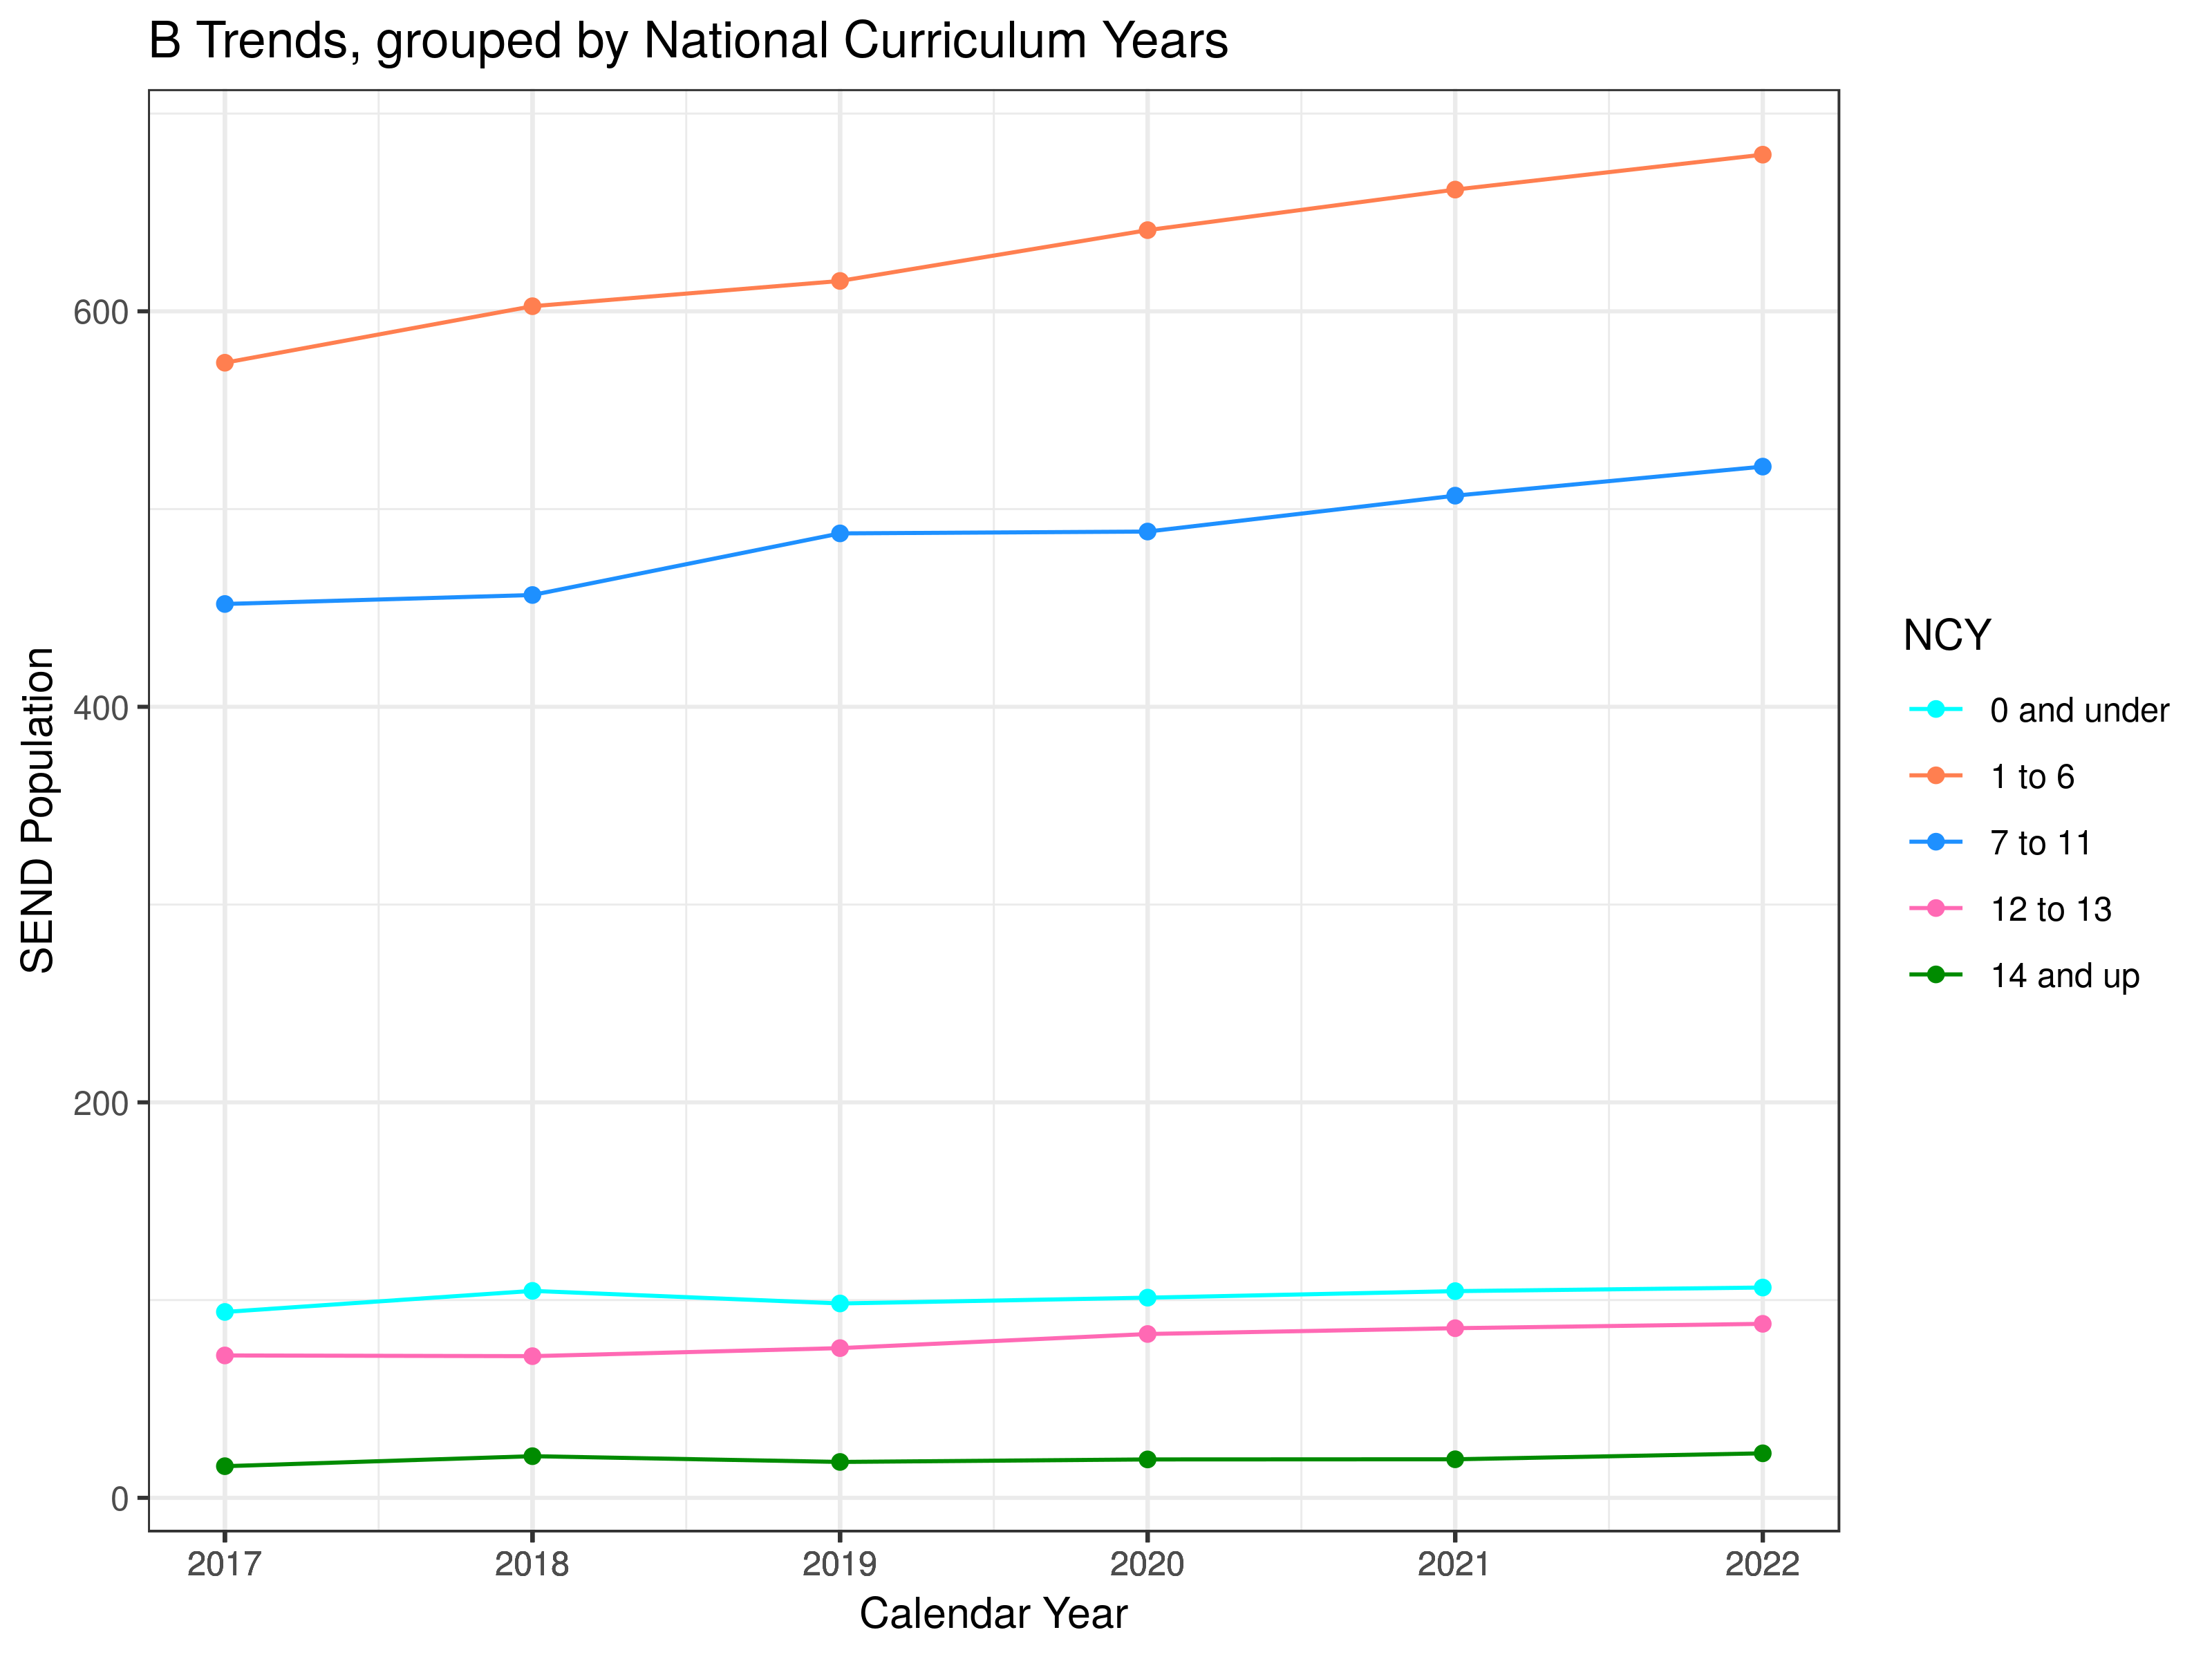 B Trends, grouped by National Curriculum Years
600
400
200
0
SEND Population
2017 2018 2019 2020 2021 2022
Calendar Year
NCY
0 and under
1 to 6
7 to 11
12 to 13
14 and up